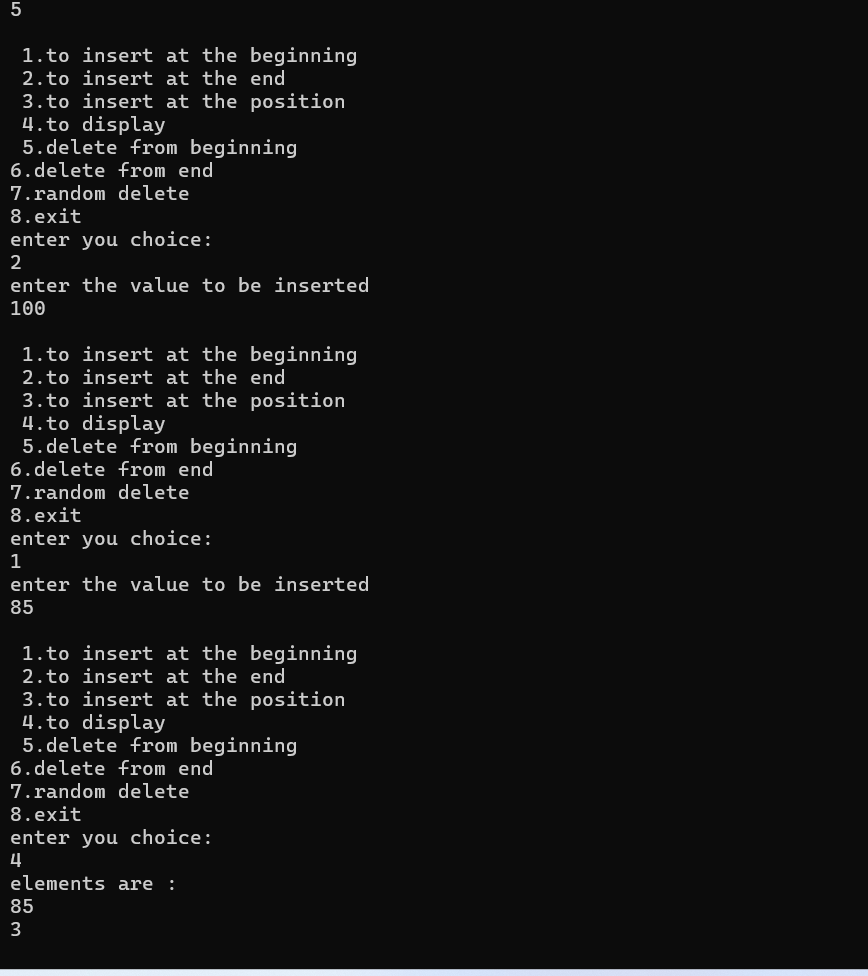 5

 1.to insert at the beginning
 2.to insert at the end
 3.to insert at the position
 4.to display
 5.delete from beginning
6.delete from end
7.random delete
8.exit
enter you choice:
2
enter the value to be inserted
100

 1.to insert at the beginning
 2.to insert at the end
 3.to insert at the position
 4.to display
 5.delete from beginning
6.delete from end
7.random delete
8.exit
enter you choice:
1
enter the value to be inserted
85

 1.to insert at the beginning
 2.to insert at the end
 3.to insert at the position
 4.to display
 5.delete from beginning
6.delete from end
7.random delete
8.exit
enter you choice:
4
elements are :
85
3